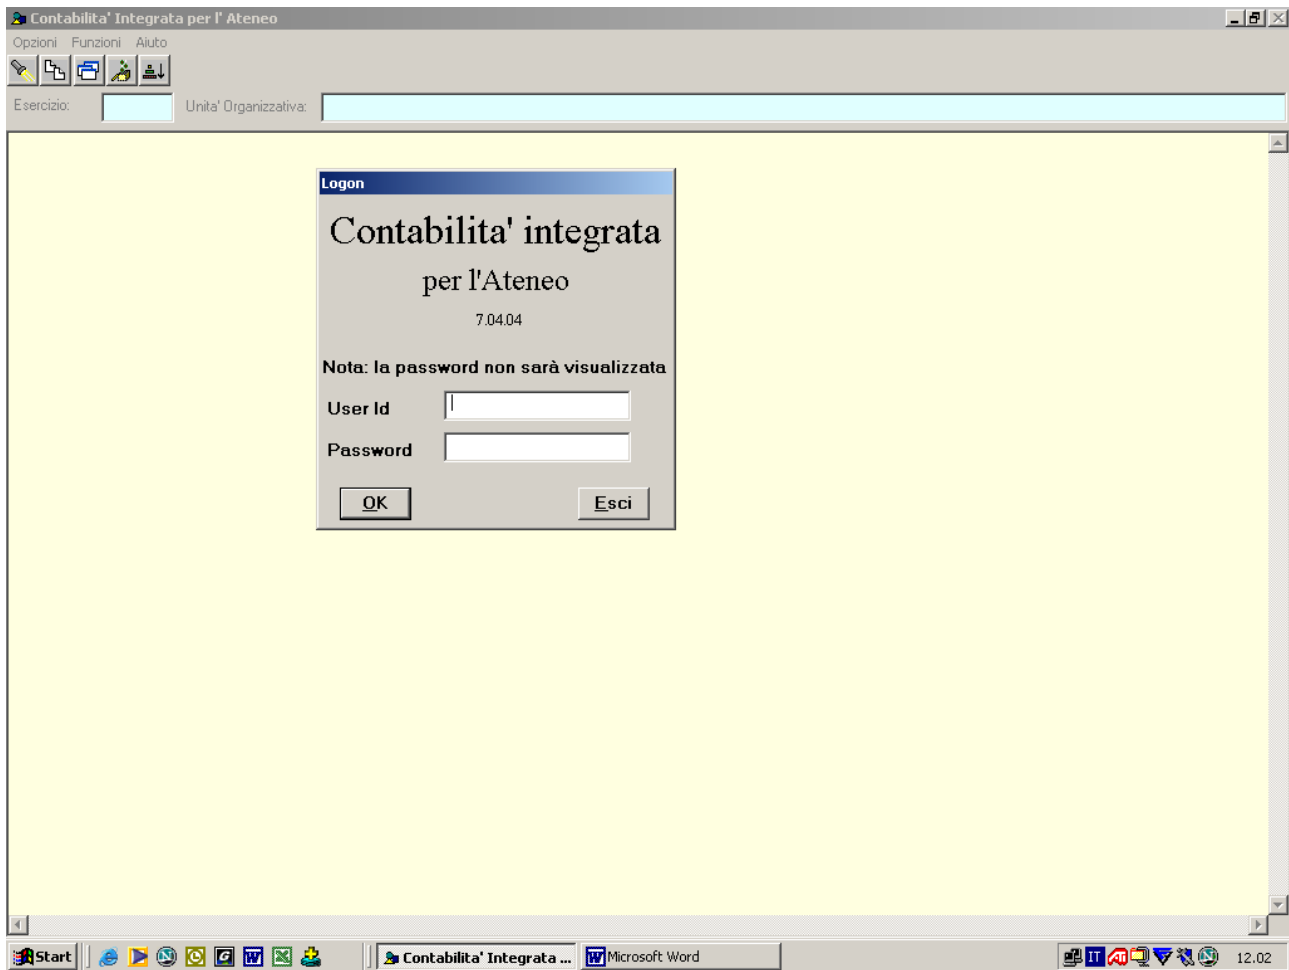 Contabilita' Integrata per l' Ateneo
Opzioni Funzioni Aiuto
Esercizio: Unita' Organizzativa:
Logon
Contabilita' integrata
per l'Ateneo
7.04.04
Nota: la password non sarà visualizzata
User Id
Password
OK Esci
Start Contabilita' Integrata ... Microsoft Word IT 12.02